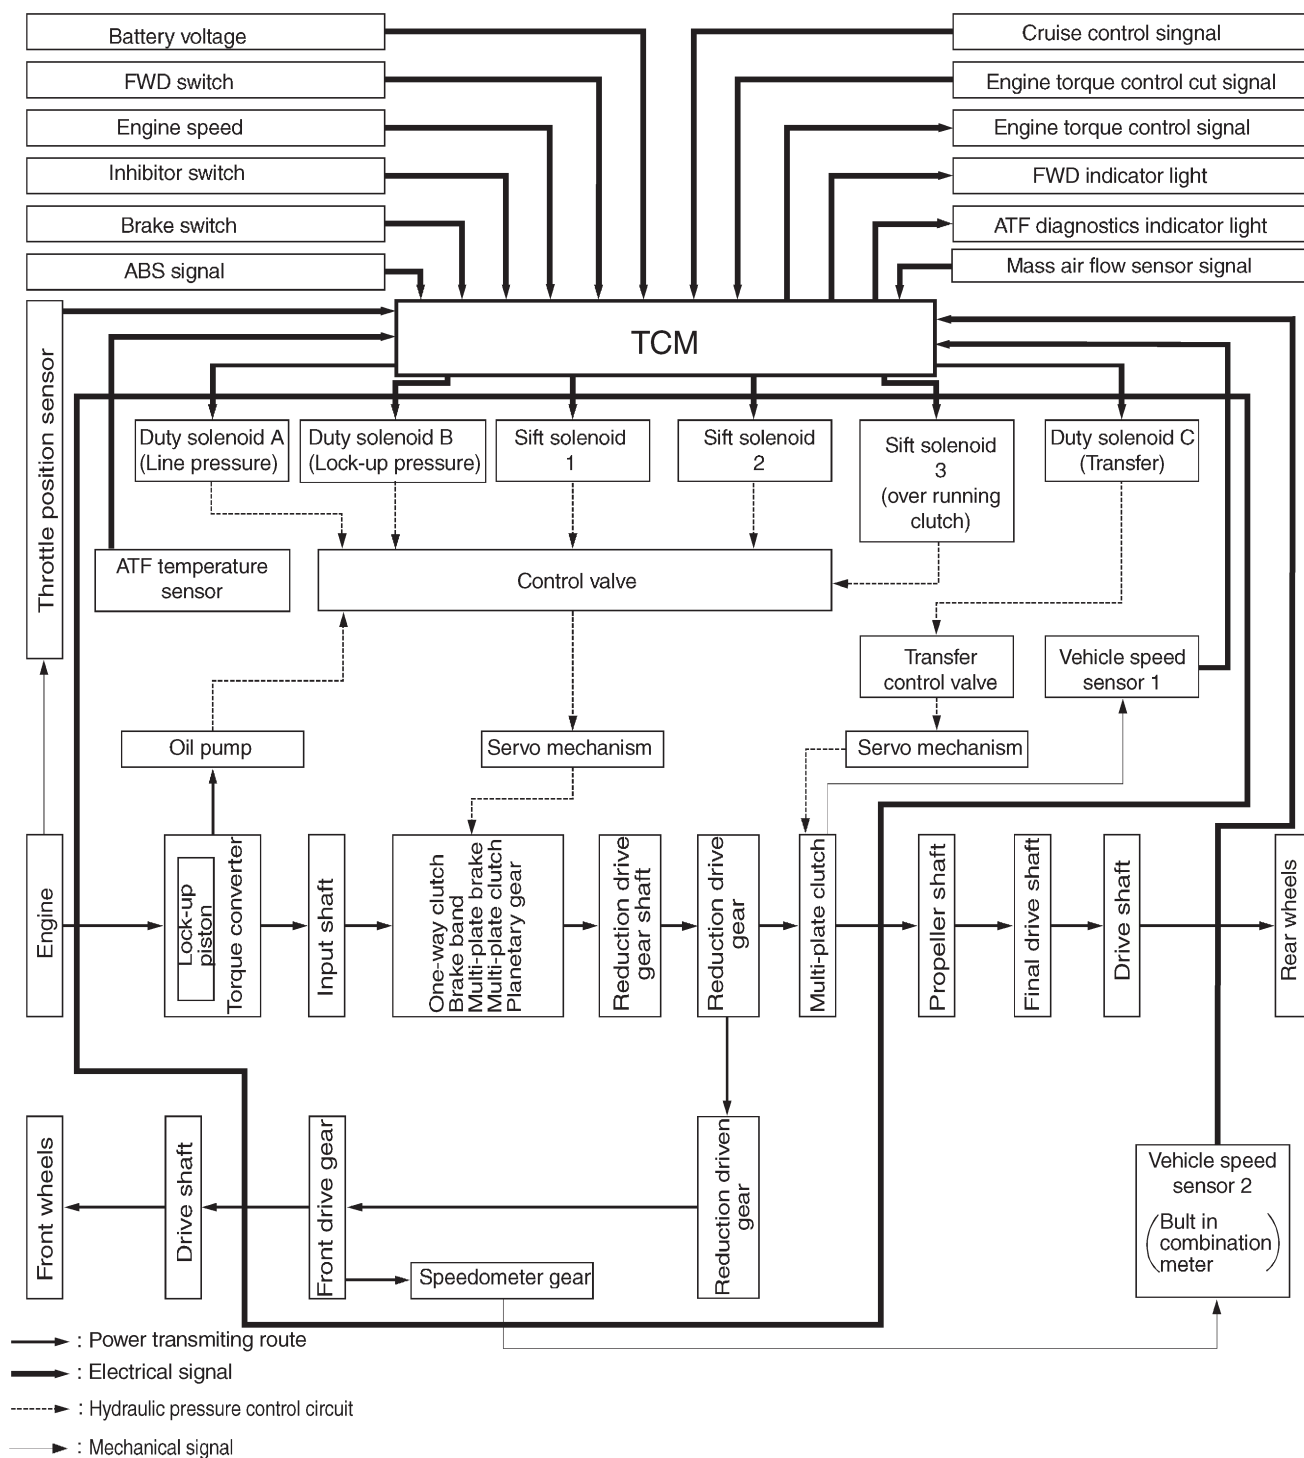 Battery voltage
FWD switch
Engine speed
Inhibitor switch
Brake switch
ABS signal
Cruise control singnal
Engine torque control cut signal
Engine torque control signal
FWD indicator light
ATF diagnostics indicator light
Mass air flow sensor signal
Throttle position sensor
TCM
Duty solenoid A
(Line pressure)
Duty solenoid B
(Lock-up pressure)
Sift solenoid
1
Sift solenoid
2
Sift solenoid
3
(over running
clutch)
Duty solenoid C
(Transfer)
ATF temperature
sensor
Control valve
Transfer
control valve
Vehicle speed
sensor 1
Oil pump
Servo mechanism
Servo mechanism
Engine
Lock-up
piston
Torque converter
Input shaft
One-way clutch
Brake band
Multi-plate brake
Multi-plate clutch
Planetary gear
Reduction drive
gear shaft
Reduction drive
gear
Multi-plate clutch
Propeller shaft
Final drive shaft
Drive shaft
Rear wheels
Front wheels
Drive shaft
Front drive gear
Speedometer gear
Reduction driven
gear
Vehicle speed
sensor 2
(Bult in
combination
meter)
: Power transmiting route
: Electrical signal
: Hydraulic pressure control circuit
: Mechanical signal